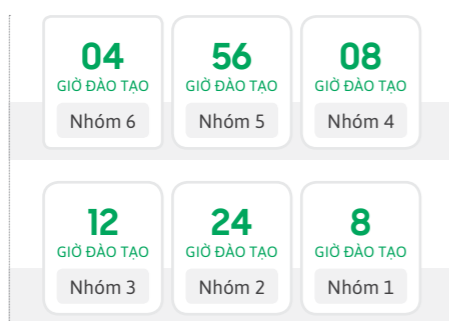 04
GIỜ ĐÀO TẠO
Nhóm 6
56
GIỜ ĐÀO TẠO
Nhóm 5
08
GIỜ ĐÀO TẠO
Nhóm 4
12
GIỜ ĐÀO TẠO
Nhóm 3
24
GIỜ ĐÀO TẠO
Nhóm 2
8
GIỜ ĐÀO TẠO
Nhóm 1